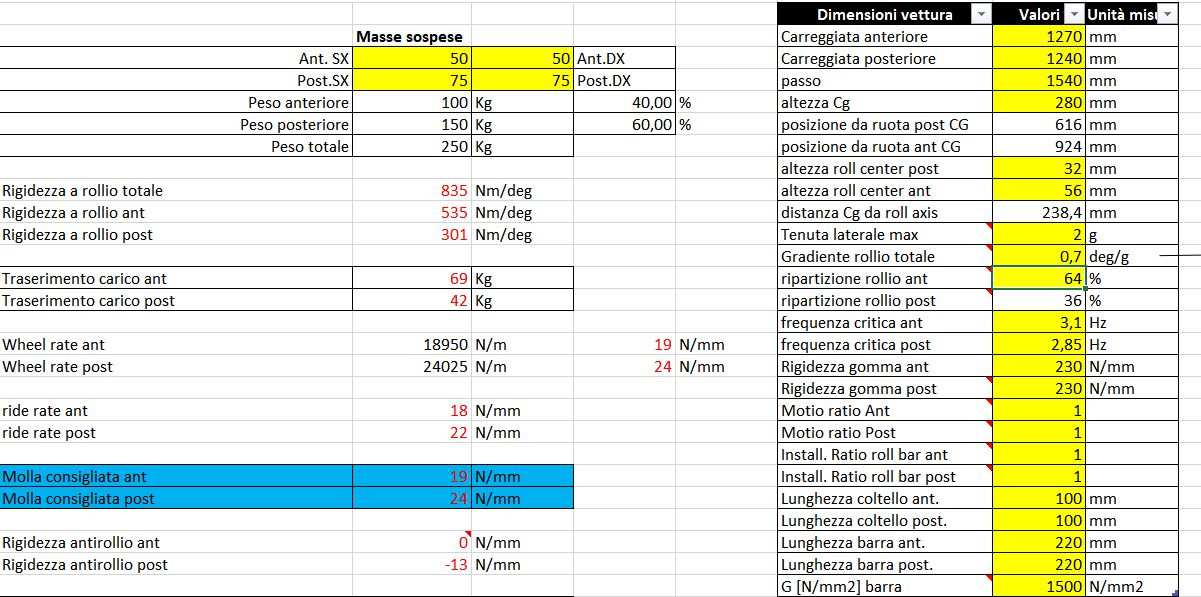 Masse sospese
Ant. SX 50 50 Ant.DX
Post.SX 75 75 Post.DX
Peso anteriore 100 Kg 40,00 %
Peso posteriore 150 Kg 60,00 %
Peso totale 250 Kg
Rigidezza a rollio totale 835 Nm/deg
Rigidezza a rollio ant 535 Nm/deg
Rigidezza a rollio post 301 Nm/deg
Traserimento carico ant 69 Kg
Traserimento carico post 42 Kg
Wheel rate ant 18950 N/m 19 N/mm
Wheel rate post 24025 N/m 24 N/mm
ride rate ant 18 N/mm
ride rate post 22 N/mm
Molla consigliata ant 19 N/mm
Molla consigliata post 24 N/mm
Rigidezza antirollio ant 0 N/mm
Rigidezza antirollio post -13 N/mm
Dimensioni vettura Valori Unità misu
Carreggiata anteriore 1270 mm
Carreggiata posteriore 1240 mm
passo 1540 mm
altezza Cg 280 mm
posizione da ruota post CG 616 mm
posizione da ruota ant CG 924 mm
altezza roll center post 32 mm
altezza roll center ant 56 mm
distanza Cg da roll axis 238,4 mm
Tenuta laterale max 2 g
Gradiente rollio totale 0,7 deg/g
ripartizione rollio ant 64 %
ripartizione rollio post 36 %
frequenza critica ant 3,1 Hz
frequenza critica post 2,85 Hz
Rigidezza gomma ant 230 N/mm
Rigidezza gomma post 230 N/mm
Motio ratio Ant 1
Motio ratio Post 1
Install. Ratio roll bar ant 1
Install. Ratio roll bar post 1
Lunghezza coltello ant. 100 mm
Lunghezza coltello post. 100 mm
Lunghezza barra ant. 220 mm
Lunghezza barra post. 220 mm
G [N/mm2] barra 1500 N/mm2